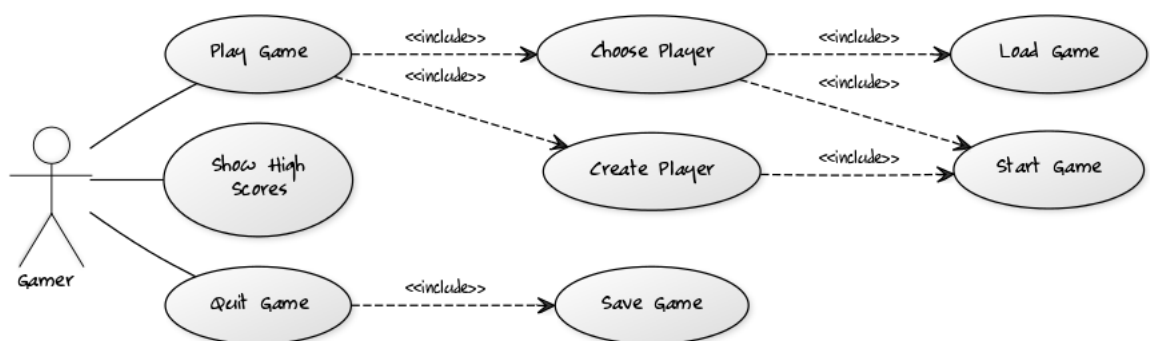 Play Game
<<include>>
Choose Player
<<include>>
Load Game
<<include>>
<<include>>
Show High
Scores
Create Player
<<include>>
Start Game
Gamer
Quit Game
<<include>>
Save Game